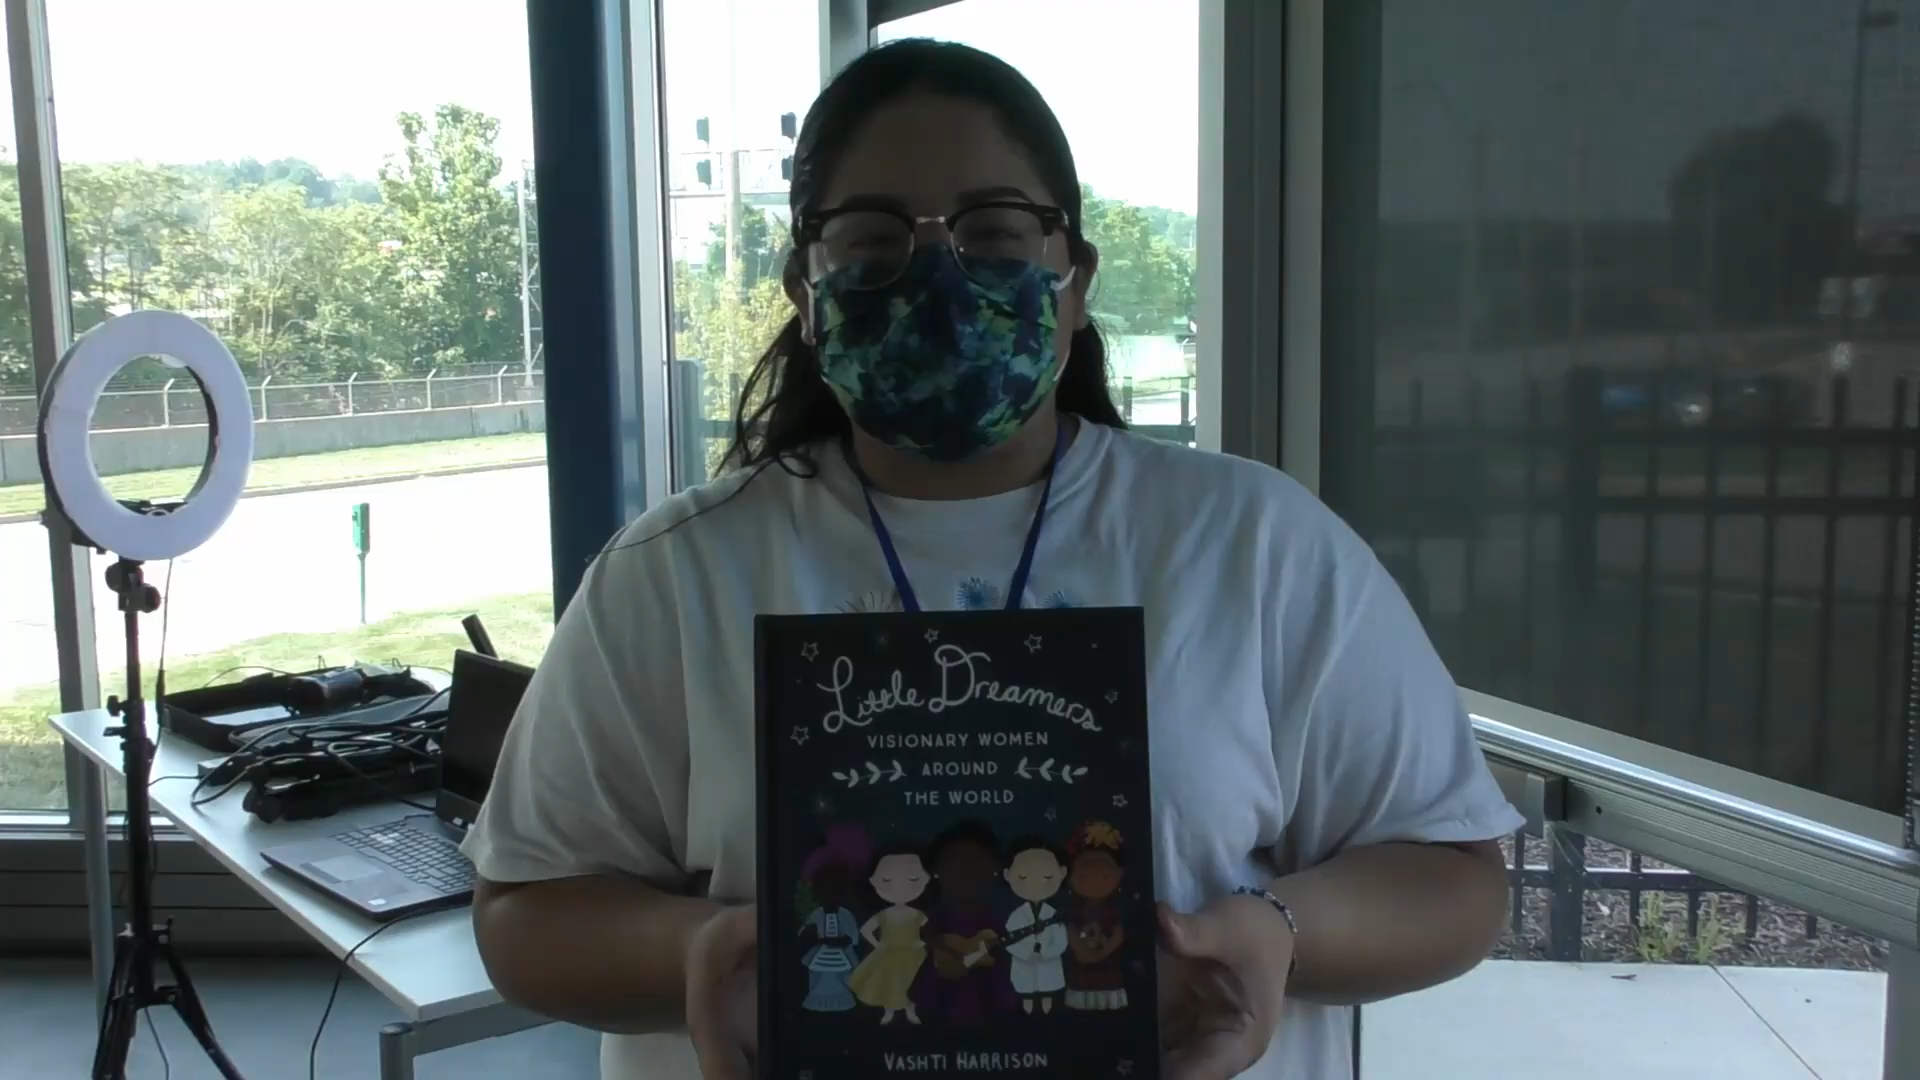 Little Dreamers
VISIONARY WOMEN
AROUND
THE WORLD
VASHTI HARRISON